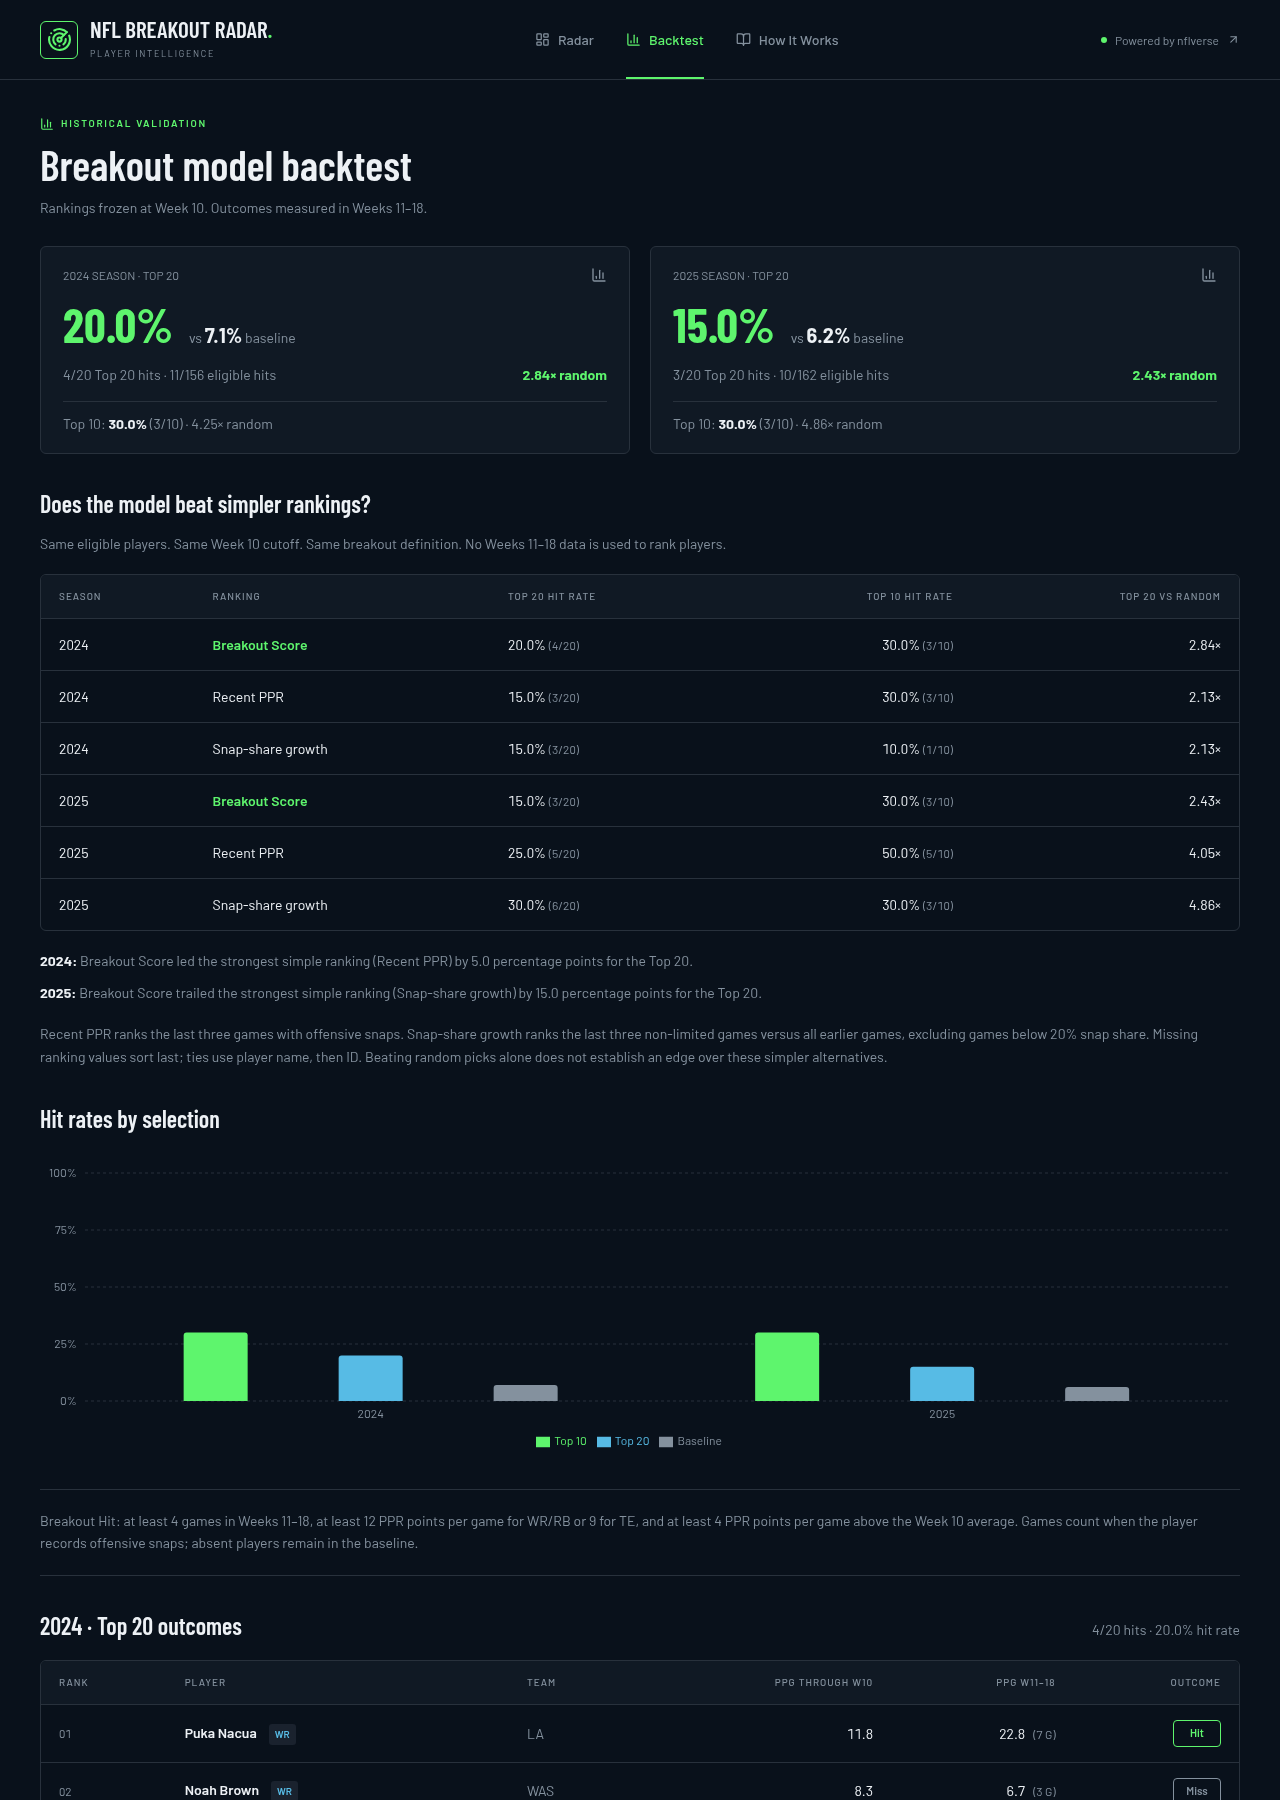 NFL BREAKOUT RADAR.
PLAYER INTELLIGENCE
Radar
Backtest
How It Works
Powered by nflverse
HISTORICAL VALIDATION
Breakout model backtest
Rankings frozen at Week 10. Outcomes measured in Weeks 11–18.
2024 SEASON · TOP 20
20.0% vs 7.1% baseline
4/20 Top 20 hits · 11/156 eligible hits 2.84× random
Top 10: 30.0% (3/10) · 4.25× random
2025 SEASON · TOP 20
15.0% vs 6.2% baseline
3/20 Top 20 hits · 10/162 eligible hits 2.43× random
Top 10: 30.0% (3/10) · 4.86× random
Does the model beat simpler rankings?
Same eligible players. Same Week 10 cutoff. Same breakout definition. No Weeks 11–18 data is used to rank players.
SEASON RANKING TOP 20 HIT RATE TOP 10 HIT RATE TOP 20 VS RANDOM
2024 Breakout Score 20.0% (4/20) 30.0% (3/10) 2.84×
2024 Recent PPR 15.0% (3/20) 30.0% (3/10) 2.13×
2024 Snap-share growth 15.0% (3/20) 10.0% (1/10) 2.13×
2025 Breakout Score 15.0% (3/20) 30.0% (3/10) 2.43×
2025 Recent PPR 25.0% (5/20) 50.0% (5/10) 4.05×
2025 Snap-share growth 30.0% (6/20) 30.0% (3/10) 4.86×
2024: Breakout Score led the strongest simple ranking (Recent PPR) by 5.0 percentage points for the Top 20.
2025: Breakout Score trailed the strongest simple ranking (Snap-share growth) by 15.0 percentage points for the Top 20.
Recent PPR ranks the last three games with offensive snaps. Snap-share growth ranks the last three non-limited games versus all earlier games, excluding games below 20% snap share. Missing
ranking values sort last; ties use player name, then ID. Beating random picks alone does not establish an edge over these simpler alternatives.
Hit rates by selection
100%
75%
50%
25%
0%
2024 2025
Top 10 Top 20 Baseline
Breakout Hit: at least 4 games in Weeks 11–18, at least 12 PPR points per game for WR/RB or 9 for TE, and at least 4 PPR points per game above the Week 10 average. Games count when the player
records offensive snaps; absent players remain in the baseline.
2024 · Top 20 outcomes 4/20 hits · 20.0% hit rate
RANK PLAYER TEAM PPG THROUGH W10 PPG W11–18 OUTCOME
01 Puka Nacua WR LA 11.8 22.8 (7 G) Hit
02 Noah Brown WR WAS 8.3 6.7 (3 G) Miss